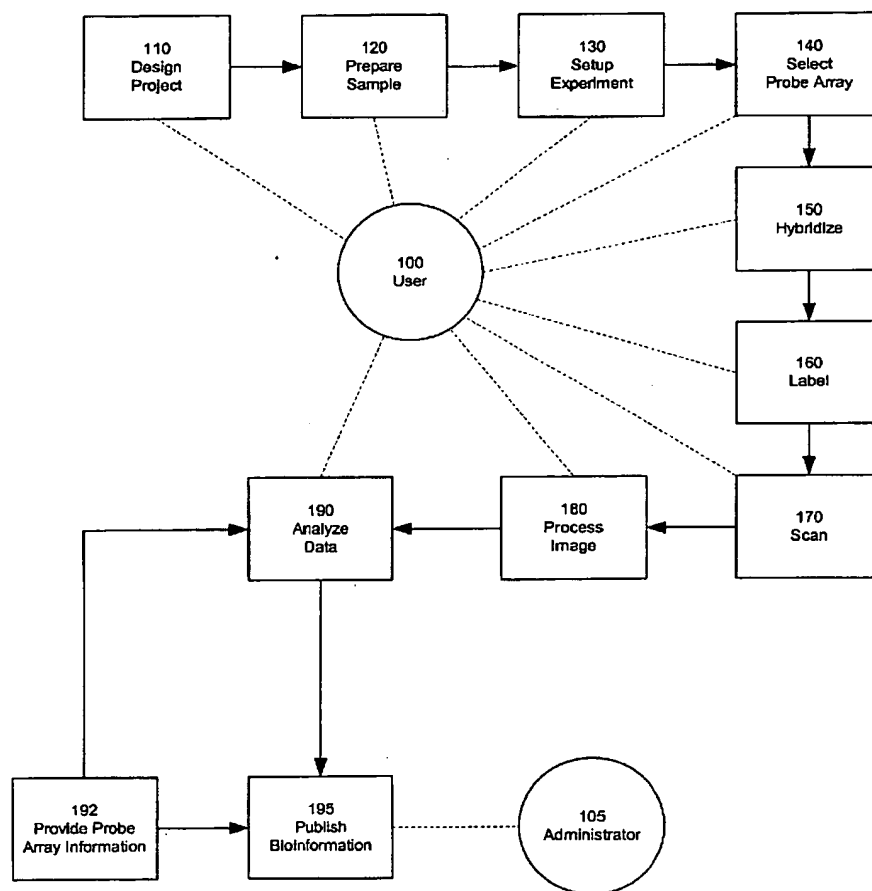 110
Design
Project
120
Prepare
Sample
130
Setup
Experiment
140
Select
Probe Array
150
Hybridize
100
User
160
Label
190
Analyze
Data
180
Process
Image
170
Scan
192
Provide Probe
Array Information
195
Publish
BioInformation
105
Administrator